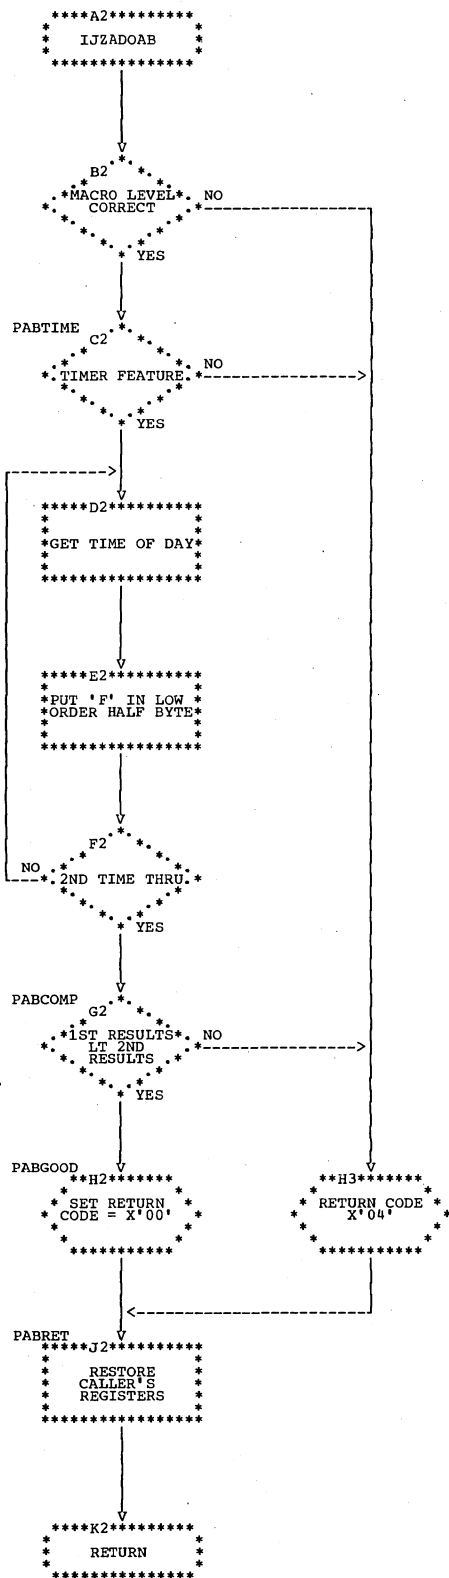 A2
IJZADOAB
B2
MACRO LEVEL
CORRECT
NO
YES
PABTIME
C2
TIMER FEATURE
NO
YES
D2
GET TIME OF DAY
E2
PUT 'F' IN LOW
ORDER HALF BYTE
F2
NO
2ND TIME THRU
YES
PABCOMP
G2
1ST RESULTS
LT 2ND
RESULTS
NO
YES
PABGOOD
H2
SET RETURN
CODE = X'00'
H3
RETURN CODE
X'04'
PABRET
J2
RESTORE
CALLER'S
REGISTERS
K2
RETURN